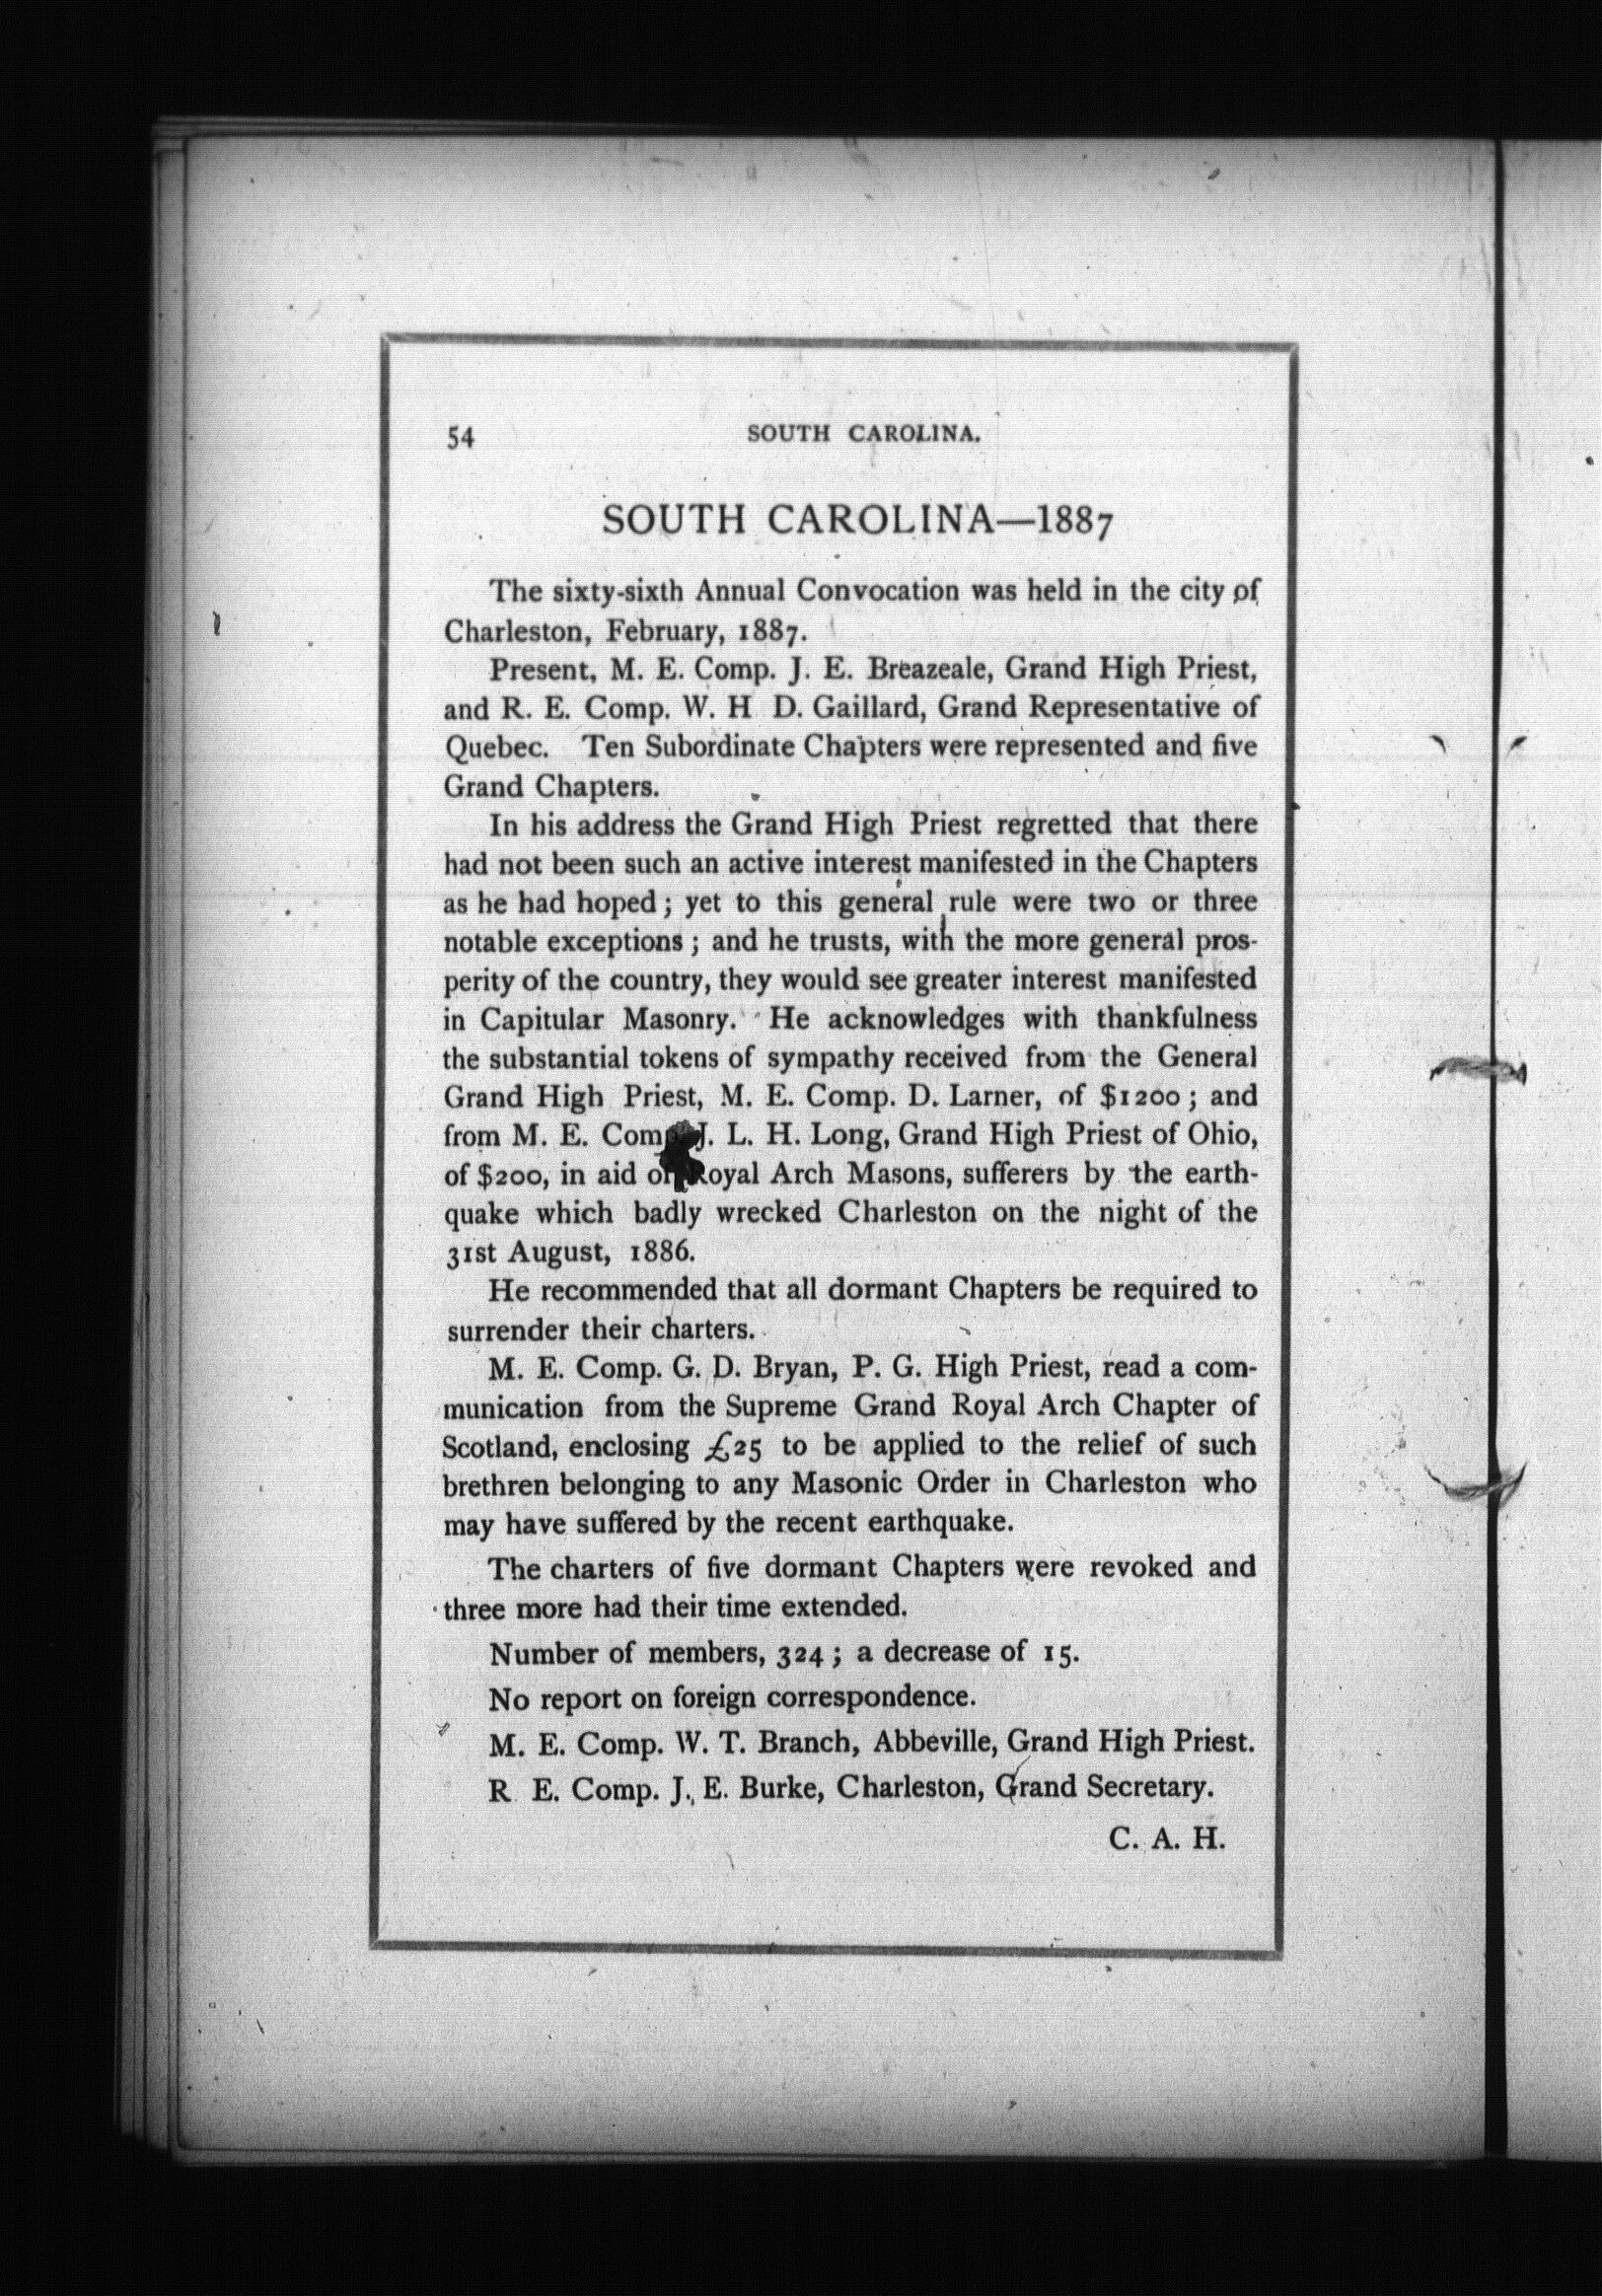 54 SOUTH CAROLINA.
SOUTH CAROLINA—1887
The sixty-sixth Annual Convocation was held in the city of
Charleston, February, 1887.
Present, M. E. Comp. J. E. Breazeale, Grand High Priest,
and R. E. Comp. W. H D. Gaillard, Grand Representative of
Quebec. Ten Subordinate Chapters were represented and five
Grand Chapters.
In his address the Grand High Priest regretted that there
had not been such an active interest manifested in the Chapters
as he had hoped; yet to this general rule were two or three
notable exceptions; and he trusts, with the more general pros-
perity of the country, they would see greater interest manifested
in Capitular Masonry. He acknowledges with thankfulness
the substantial tokens of sympathy received from the General
Grand High Priest, M. E. Comp. D. Larner, of $1200; and
from M. E. Comp. J. L. H. Long, Grand High Priest of Ohio,
of $200, in aid of Royal Arch Masons, sufferers by the earth-
quake which badly wrecked Charleston on the night of the
31st August, 1886.
He recommended that all dormant Chapters be required to
surrender their charters.
M. E. Comp. G. D. Bryan, P. G. High Priest, read a com-
munication from the Supreme Grand Royal Arch Chapter of
Scotland, enclosing £25 to be applied to the relief of such
brethren belonging to any Masonic Order in Charleston who
may have suffered by the recent earthquake.
The charters of five dormant Chapters were revoked and
three more had their time extended.
Number of members, 324; a decrease of 15.
No report on foreign correspondence.
M. E. Comp. W. T. Branch, Abbeville, Grand High Priest.
R E. Comp. J. E. Burke, Charleston, Grand Secretary.
C. A. H.